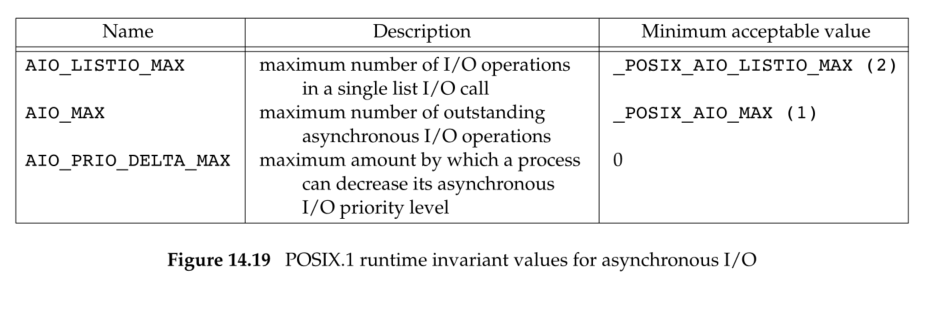 Name Description Minimum acceptable value
AIO_LISTIO_MAX maximum number of I/O operations _POSIX_AIO_LISTIO_MAX (2)
in a single list I/O call
AIO_MAX maximum number of outstanding _POSIX_AIO_MAX (1)
asynchronous I/O operations
AIO_PRIO_DELTA_MAX maximum amount by which a process 0
can decrease its asynchronous
I/O priority level
Figure 14.19 POSIX.1 runtime invariant values for asynchronous I/O